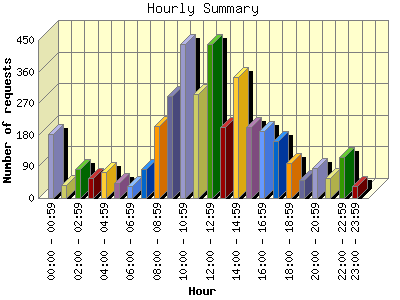 Hourly Summary
Number of requests
450
360
270
180
90
0
00:00 - 00:59
02:00 - 02:59
04:00 - 04:59
06:00 - 06:59
08:00 - 08:59
10:00 - 10:59
12:00 - 12:59
14:00 - 14:59
16:00 - 16:59
18:00 - 18:59
20:00 - 20:59
22:00 - 22:59
23:00 - 23:59
Hour